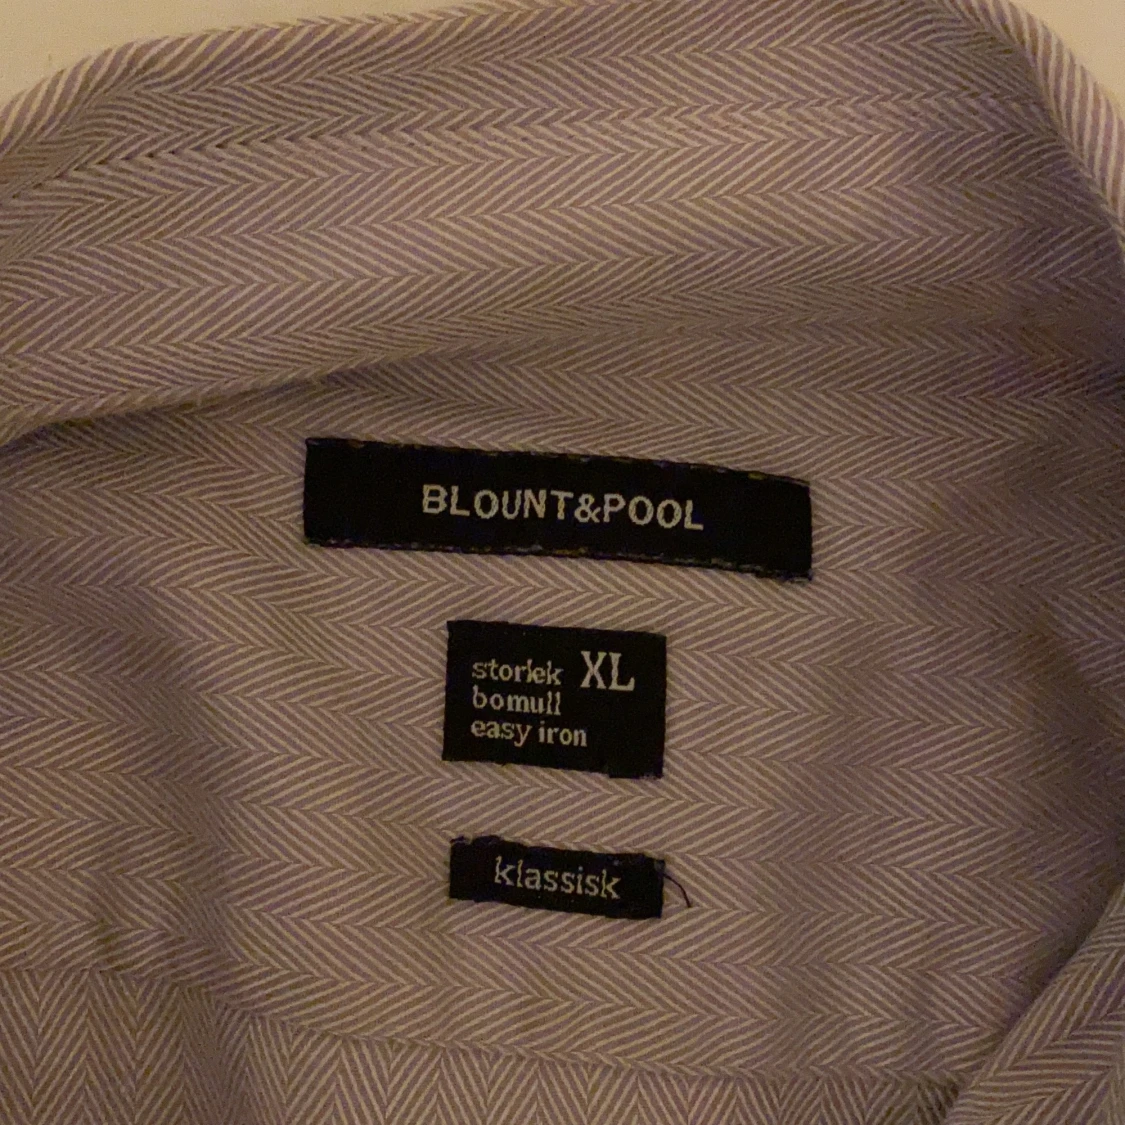 BLOUNT&POOL
storlek XL
bomull
easy iron
klassisk